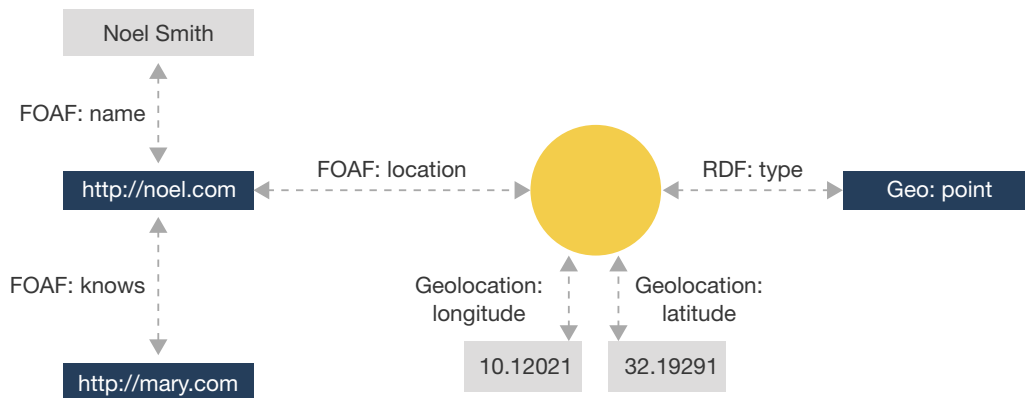 Noel Smith
FOAF: name
http://noel.com
FOAF: location
RDF: type
Geo: point
FOAF: knows
Geolocation:
longitude
Geolocation:
latitude
10.12021
32.19291
http://mary.com